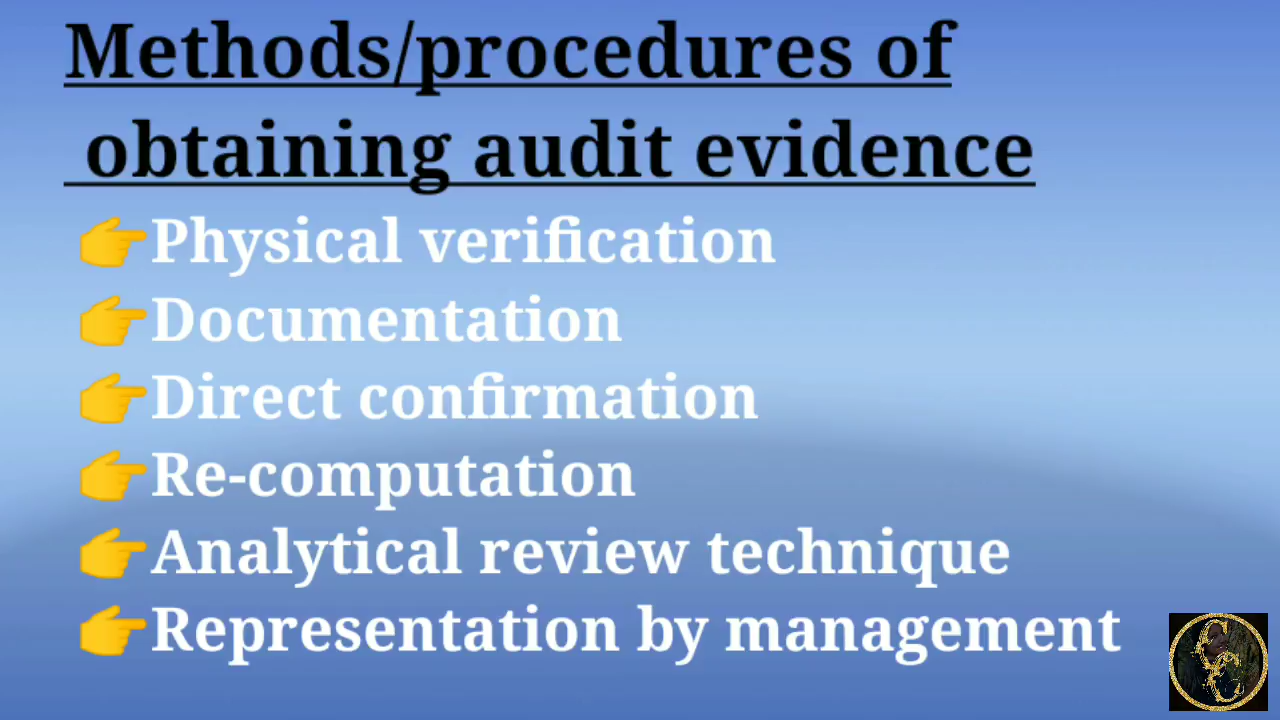 Methods/procedures of
obtaining audit evidence
👉Physical verification
👉Documentation
👉Direct confirmation
👉Re-computation
👉Analytical review technique
👉Representation by management